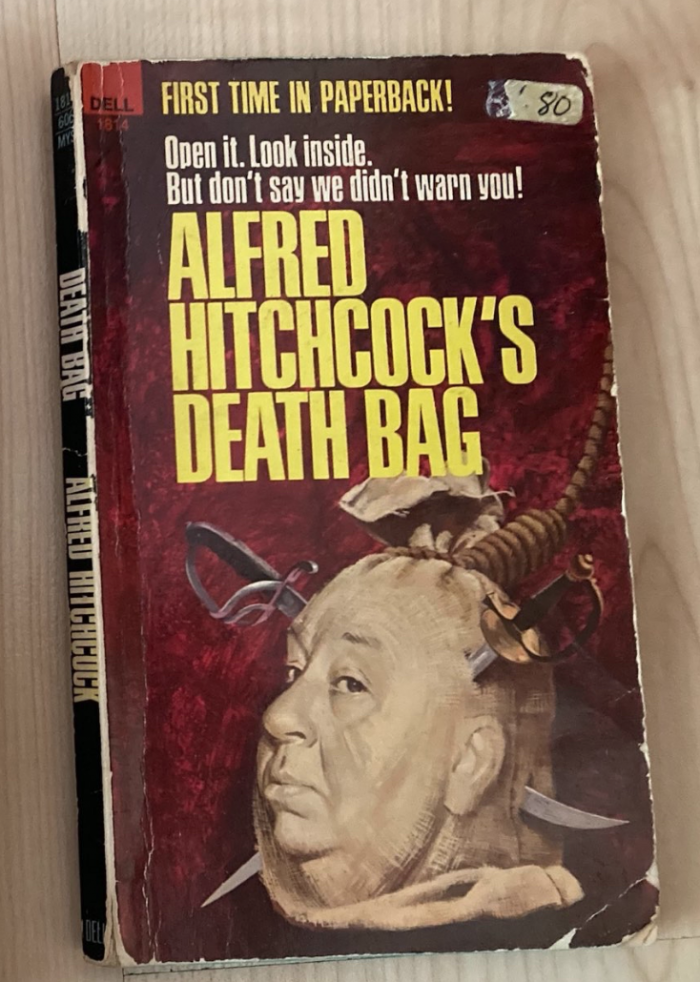 DELL
1814
FIRST TIME IN PAPERBACK!
80
Open it. Look inside.
But don't say we didn't warn you!
ALFRED
HITCHCOCK'S
DEATH BAG
DEATH BAG ALFRED HITCHCOCK
DELL